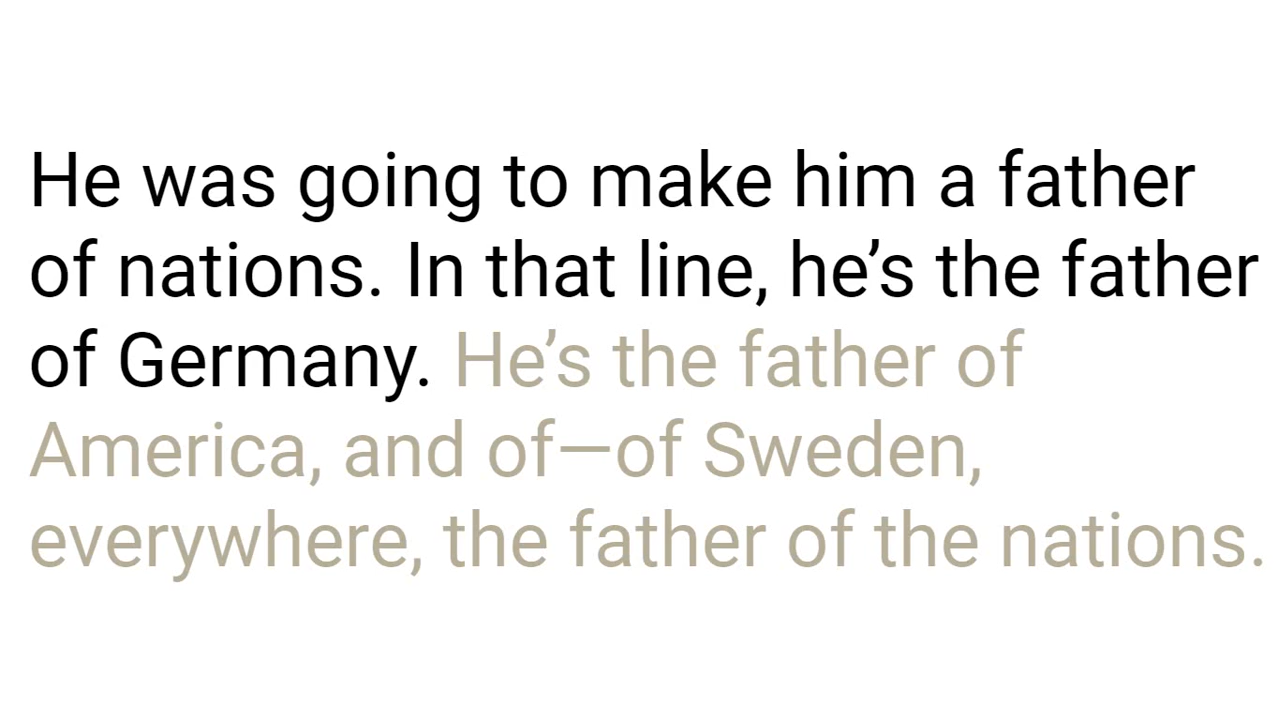 He was going to make him a father
of nations. In that line, he’s the father
of Germany. He’s the father of
America, and of—of Sweden,
everywhere, the father of the nations.